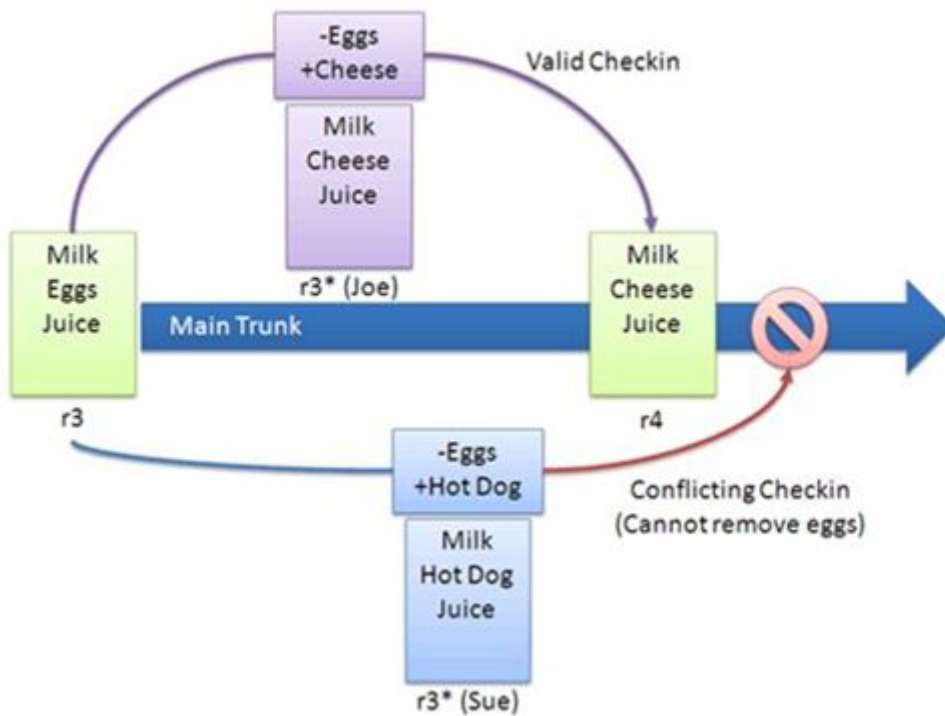 -Eggs
+Cheese
Valid Checkin
Milk
Cheese
Juice
r3* (Joe)
Milk
Eggs
Juice
r3
Main Trunk
Milk
Cheese
Juice
r4
-Eggs
+Hot Dog
Conflicting Checkin
(Cannot remove eggs)
Milk
Hot Dog
Juice
r3* (Sue)